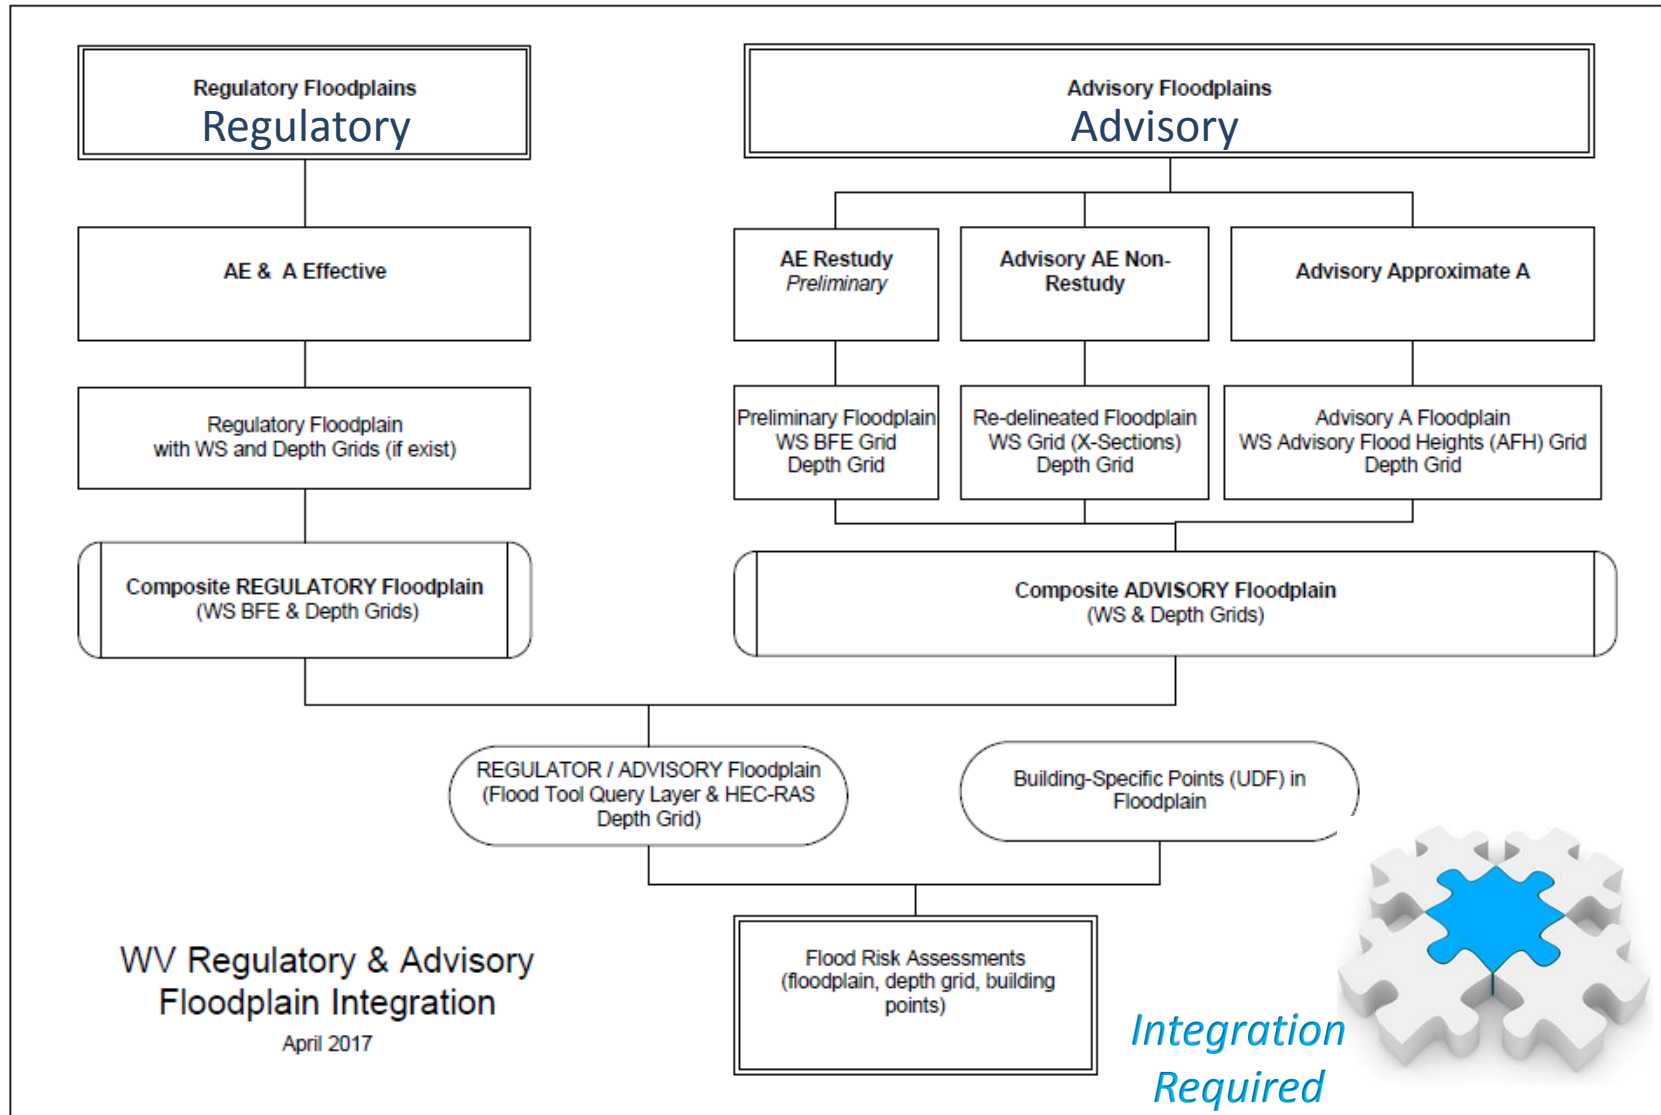 Regulatory Floodplains
Regulatory
Advisory Floodplains
Advisory
AE & A Effective
AE Restudy
Preliminary
Advisory AE Non-
Restudy
Advisory Approximate A
Regulatory Floodplain
with WS and Depth Grids (if exist)
Preliminary Floodplain
WS BFE Grid
Depth Grid
Re-delineated Floodplain
WS Grid (X-Sections)
Depth Grid
Advisory A Floodplain
WS Advisory Flood Heights (AFH) Grid
Depth Grid
Composite REGULATORY Floodplain
(WS BFE & Depth Grids)
Composite ADVISORY Floodplain
(WS & Depth Grids)
REGULATOR / ADVISORY Floodplain
(Flood Tool Query Layer & HEC-RAS
Depth Grid)
Building-Specific Points (UDF) in
Floodplain
Flood Risk Assessments
(floodplain, depth grid, building
points)
WV Regulatory & Advisory
Floodplain Integration
April 2017
Integration
Required